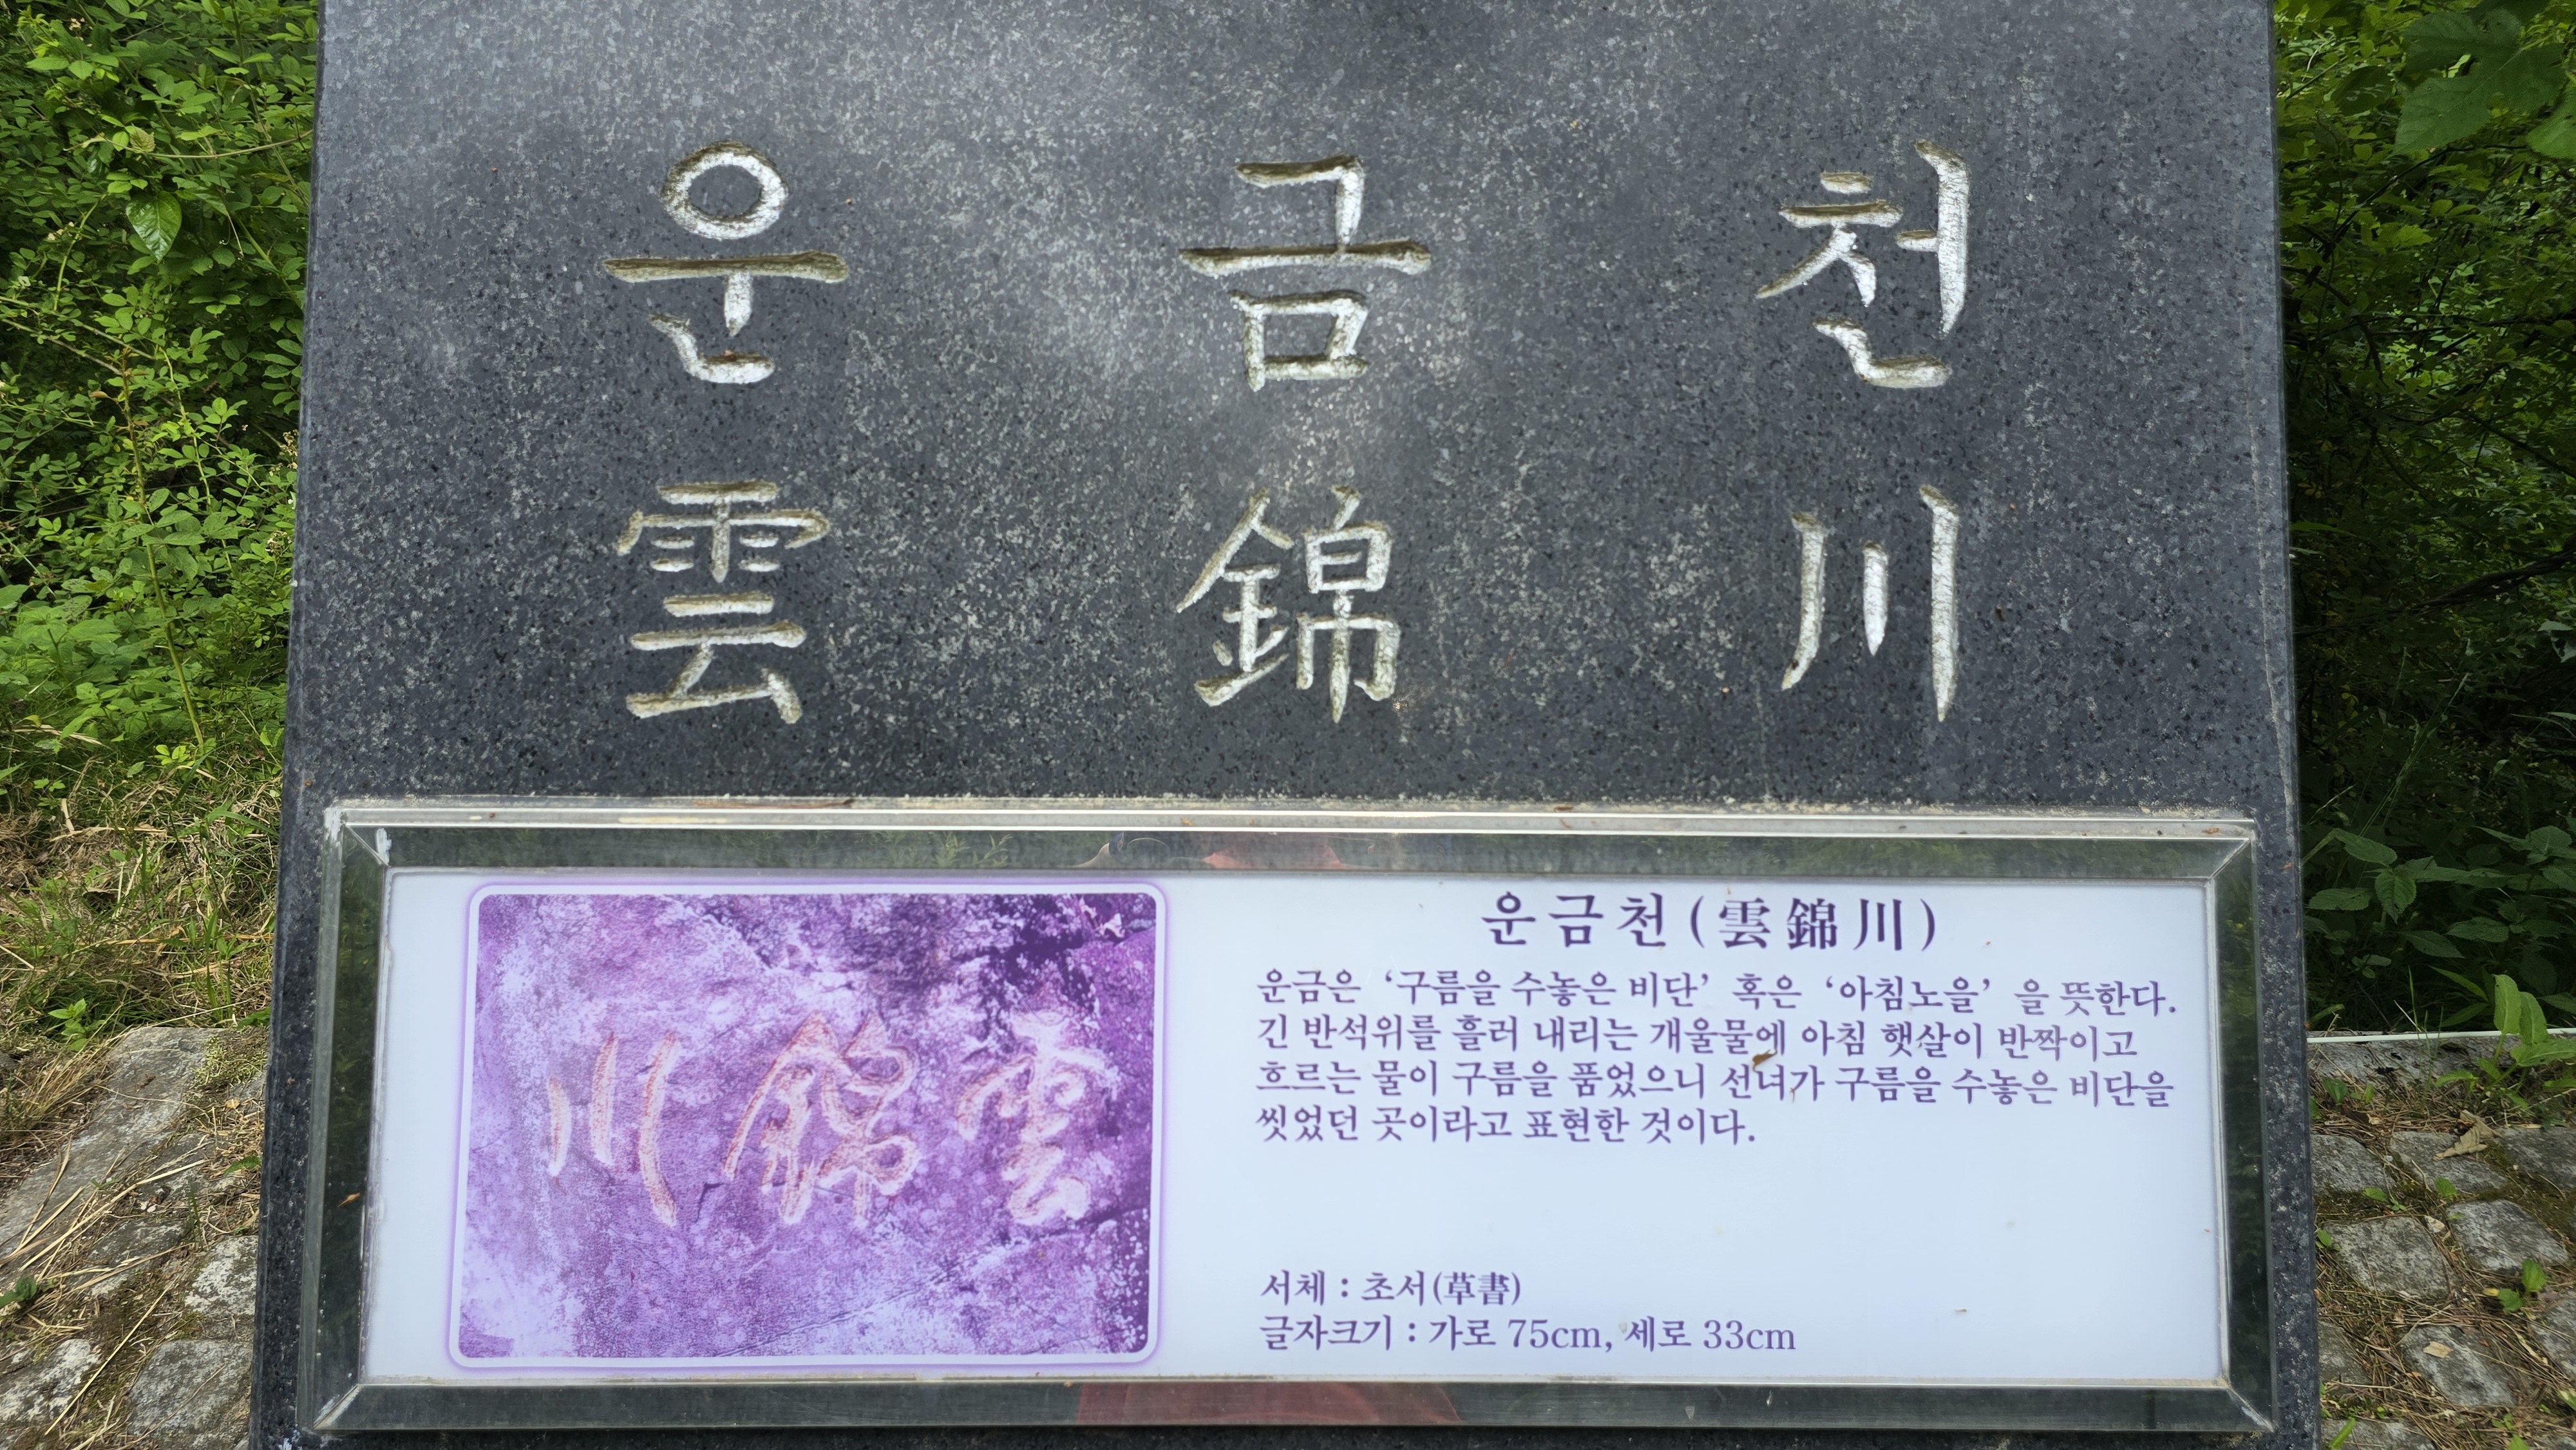 운 금 천
雲 錦 川
川錦雲
운금천(雲錦川)
운금은 ‘구름을 수놓은 비단’ 혹은 ‘아침노을’ 을 뜻한다.
긴 반석위를 흘러 내리는 개울물에 아침 햇살이 반짝이고
흐르는 물이 구름을 품었으니 선녀가 구름을 수놓은 비단을
씻었던 곳이라고 표현한 것이다.
서체 : 초서(草書)
글자크기 : 가로 75cm, 세로 33cm